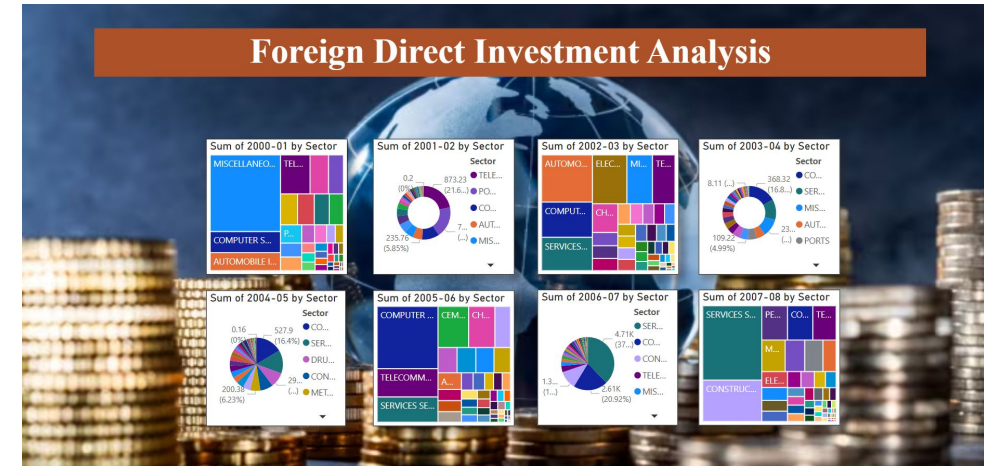 Foreign Direct Investment Analysis
Sum of 2000-01 by Sector
MISCELLANEO...
TEL...
P...
COMPUTER S...
AUTOMOBILE I...
Sum of 2001-02 by Sector
Sector
0.2
(0%)
873.23
(21.6...)
TELE...
PO...
CO...
AUT...
MIS...
7...
(...)
235.76
(5.85%)
Sum of 2002-03 by Sector
AUTOMO...
ELEC...
MI...
TE...
COMPUT...
CH...
SERVICES...
Sum of 2003-04 by Sector
Sector
8.11 (...)
368.32
(16.8...)
CO...
SER...
MIS...
AUT...
PORTS
23...
(...)
109.22
(4.99%)
Sum of 2004-05 by Sector
Sector
0.16
(0%)
527.9
(16.4%)
CO...
SER...
DRU...
CON...
MET...
29...
(...)
200.38
(6.23%)
Sum of 2005-06 by Sector
COMPUTER ...
CEM...
CH...
TELECOMM...
A...
SERVICES SE...
Sum of 2006-07 by Sector
Sector
4.71K
(37...)
SER...
CO...
CON...
TELE...
MIS...
1.3...
(1...)
2.61K
(20.92%)
Sum of 2007-08 by Sector
SERVICES S...
PE...
CO...
TE...
M...
ELE...
CONSTRUC...